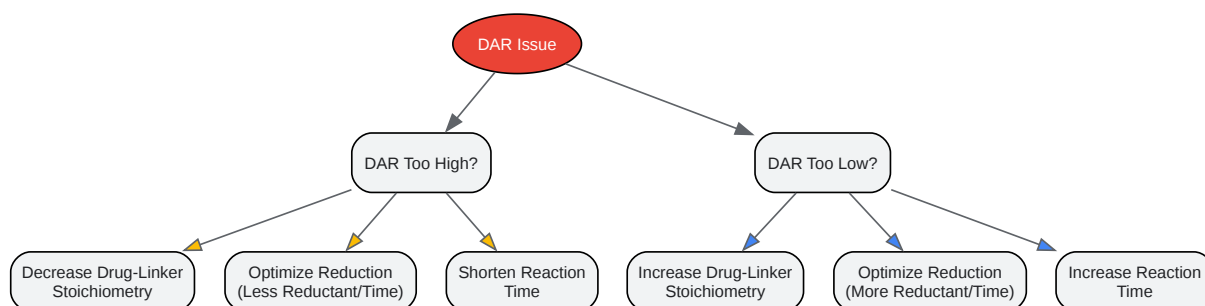 DAR Issue
DAR Too High?
DAR Too Low?
Decrease Drug-Linker
Stoichiometry
Optimize Reduction
(Less Reductant/Time)
Shorten Reaction
Time
Increase Drug-Linker
Stoichiometry
Optimize Reduction
(More Reductant/Time)
Increase Reaction
Time